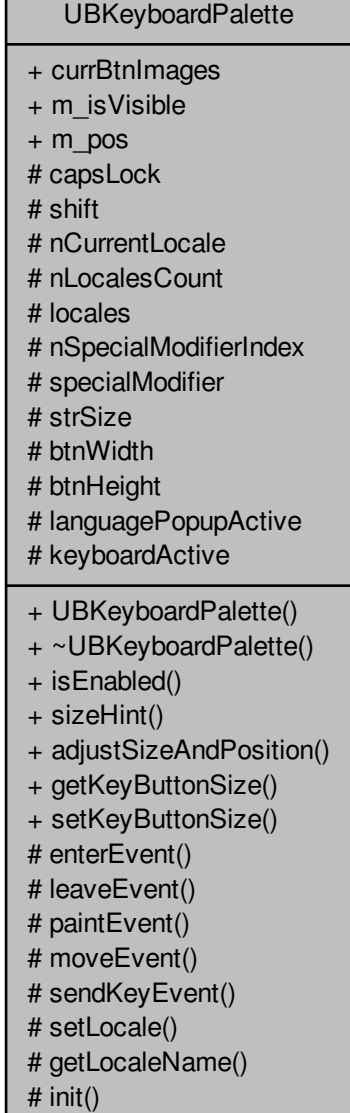 UBKeyboardPalette
+ currBtnImages
+ m_isVisible
+ m_pos
# capsLock
# shift
# nCurrentLocale
# nLocalesCount
# locales
# nSpecialModifierIndex
# specialModifier
# strSize
# btnWidth
# btnHeight
# languagePopupActive
# keyboardActive
+ UBKeyboardPalette()
+ ~UBKeyboardPalette()
+ isEnabled()
+ sizeHint()
+ adjustSizeAndPosition()
+ getKeyButtonSize()
+ setKeyButtonSize()
# enterEvent()
# leaveEvent()
# paintEvent()
# moveEvent()
# sendKeyEvent()
# setLocale()
# getLocaleName()
# init()